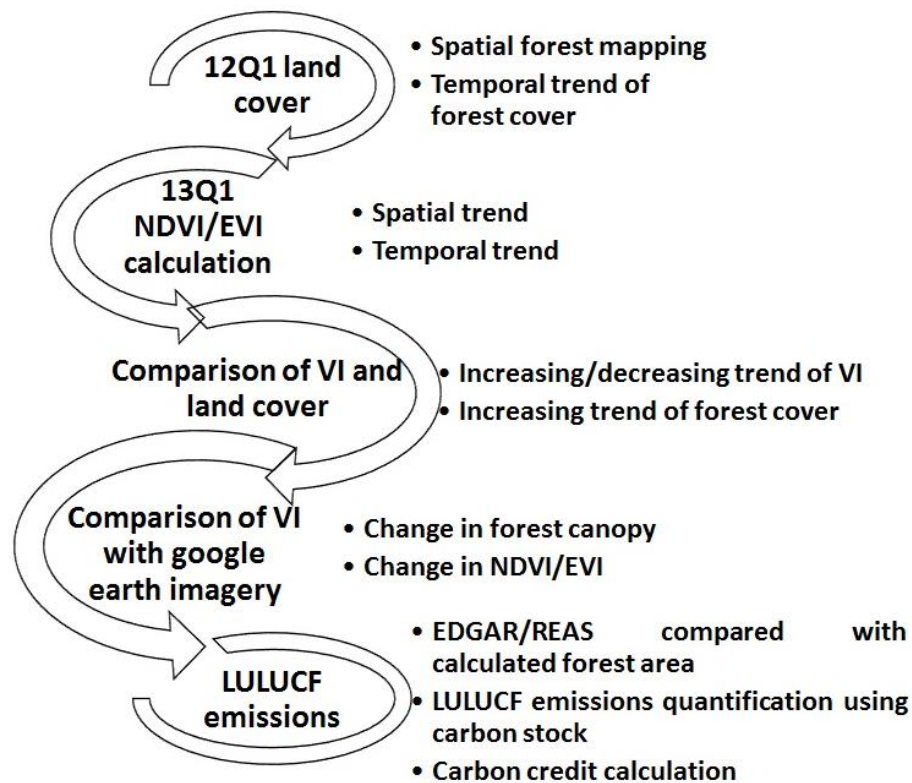 12Q1 land
cover
• Spatial forest mapping
• Temporal trend of
forest cover
13Q1
NDVI/EVI
calculation
• Spatial trend
• Temporal trend
Comparison of VI and
land cover
• Increasing/decreasing trend of VI
• Increasing trend of forest cover
Comparison of VI
with google
earth imagery
• Change in forest canopy
• Change in NDVI/EVI
LULUCF
emissions
• EDGAR/REAS compared with
calculated forest area
• LULUCF emissions quantification using
carbon stock
• Carbon credit calculation